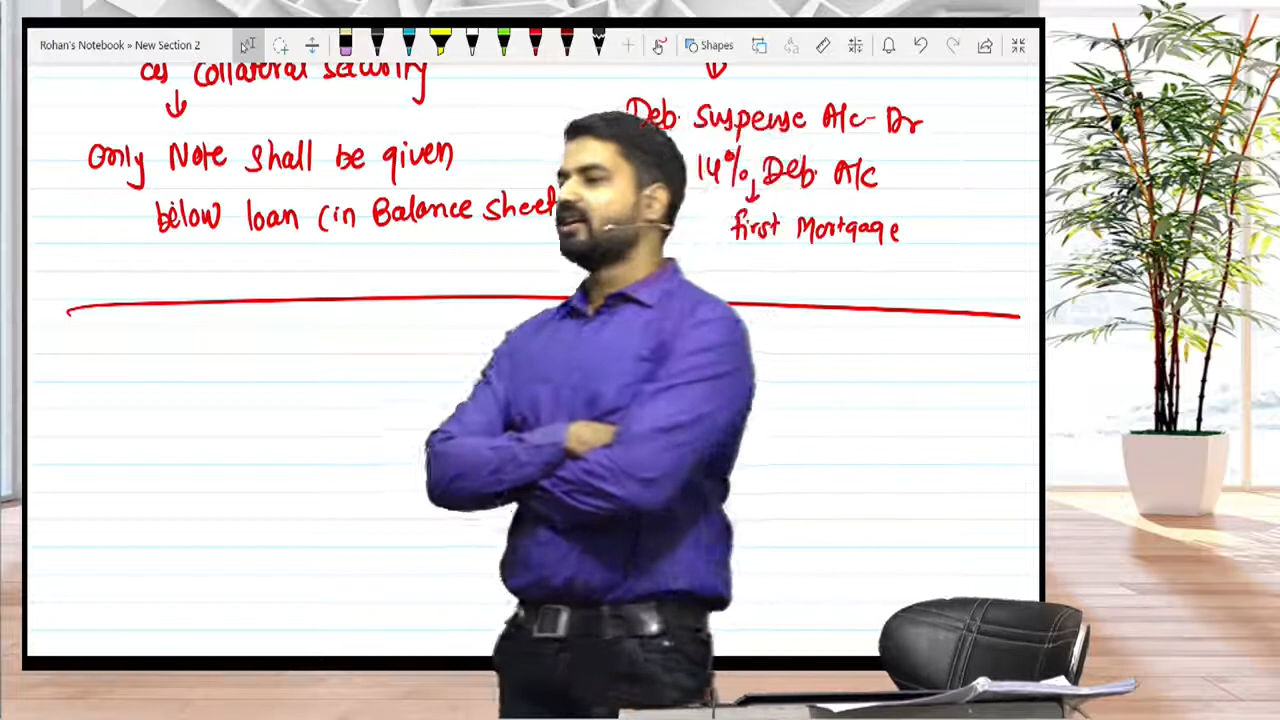 Rohan's Notebook » New Section 2
Shapes
as Collateral security
Only Note shall be given
below loan (in Balance sheet
Deb. Suspense A/c - Dr
14% Deb. A/c
first Mortgage